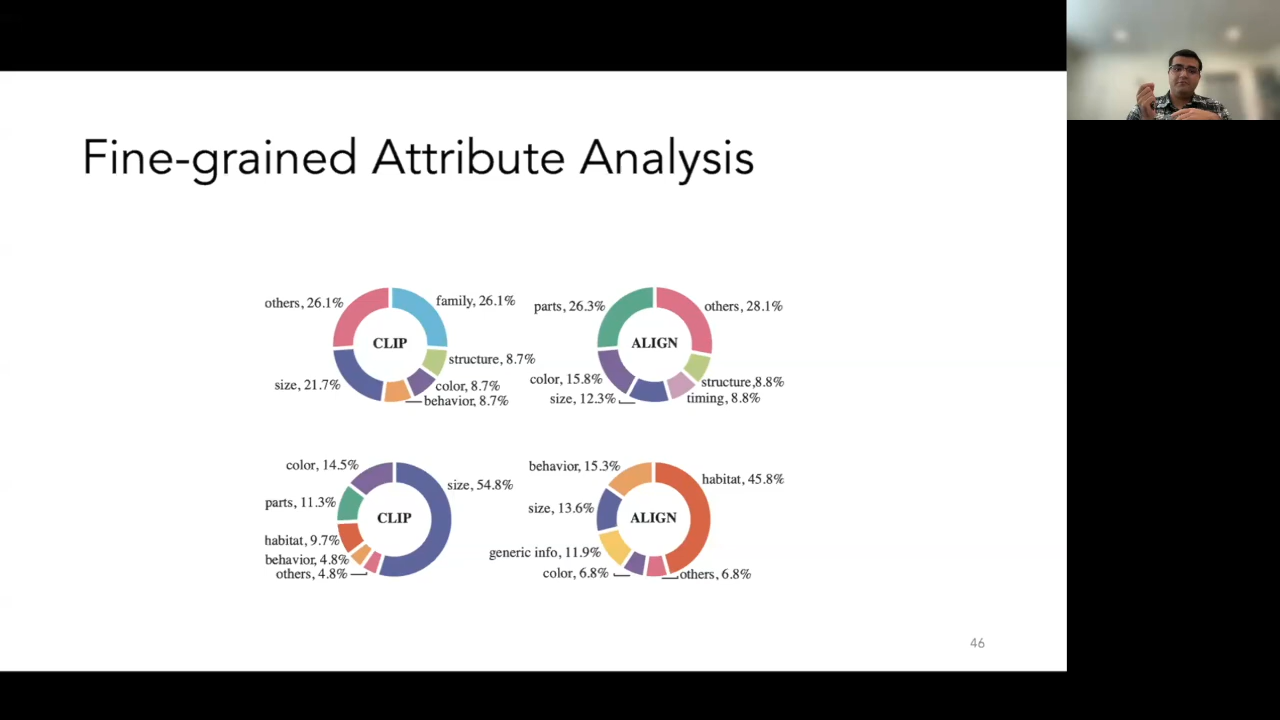 Fine-grained Attribute Analysis
others, 26.1%
family, 26.1%
CLIP
structure, 8.7%
size, 21.7%
color, 8.7%
behavior, 8.7%
parts, 26.3%
others, 28.1%
ALIGN
color, 15.8%
structure,8.8%
size, 12.3%
timing, 8.8%
color, 14.5%
size, 54.8%
parts, 11.3%
CLIP
habitat, 9.7%
behavior, 4.8%
others, 4.8%
behavior, 15.3%
habitat, 45.8%
size, 13.6%
ALIGN
generic info, 11.9%
color, 6.8%
others, 6.8%
46